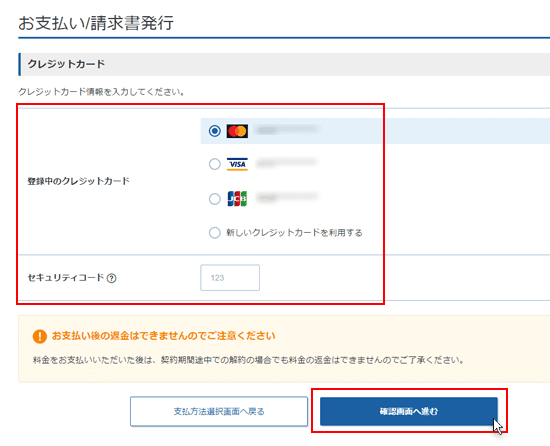 お支払い/請求書発行
クレジットカード
クレジットカード情報を入力してください。
登録中のクレジットカード
VISA
JCB
新しいクレジットカードを利用する
セキュリティコード ?
123
! お支払い後の返金はできませんのでご注意ください
料金をお支払いいただいた後は、契約期間途中での解約の場合でも料金の返金はできませんのでご了承ください。
支払方法選択画面へ戻る
確認画面へ進む